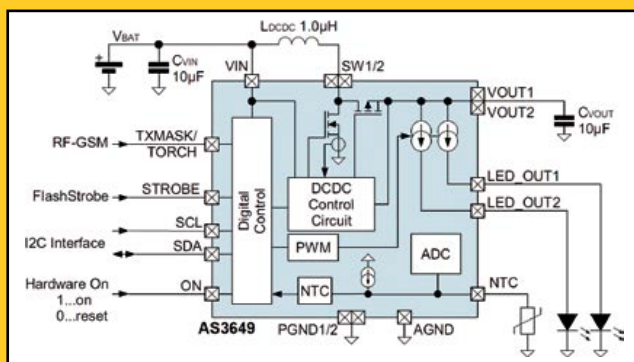 LDCDC 1.0µH
VBAT
CVIN
10µF
VIN
SW1/2
VOUT1
VOUT2
CVOUT
10µF
RF-GSM
TXMASK/
TORCH
FlashStrobe
STROBE
SCL
I2C Interface
SDA
Hardware On
1...on
0...reset
ON
Digital
Control
DCDC
Control
Circuit
PWM
NTC
ADC
LED_OUT1
LED_OUT2
NTC
AS3649
PGND1/2
AGND